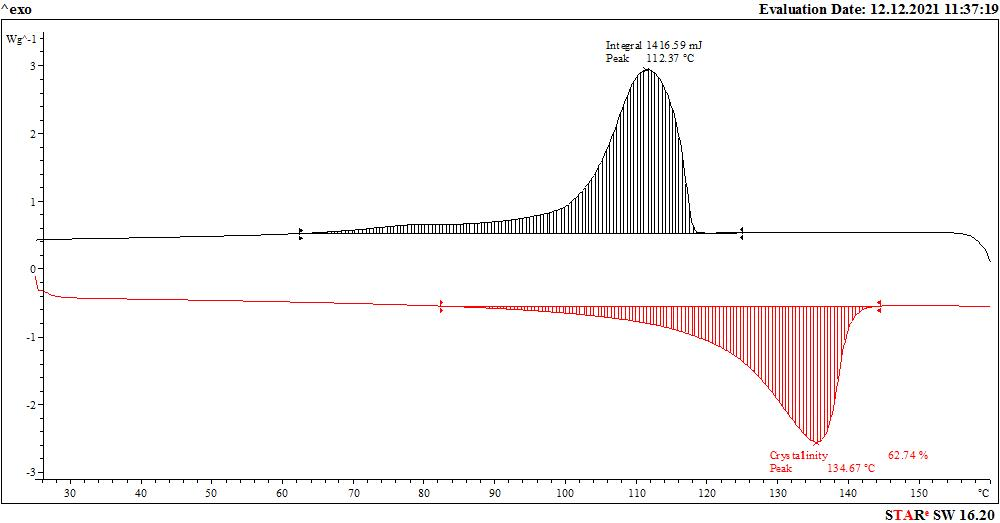 ^exo
Evaluation Date: 12.12.2021 11:37:19
Wg^-1
Integral 1416.59 mJ
Peak 112.37 °C
3
2
1
0
-1
-2
-3
Crystallinity 62.74 %
Peak 134.67 °C
30 40 50 60 70 80 90 100 110 120 130 140 150 °C
STARe SW 16.20